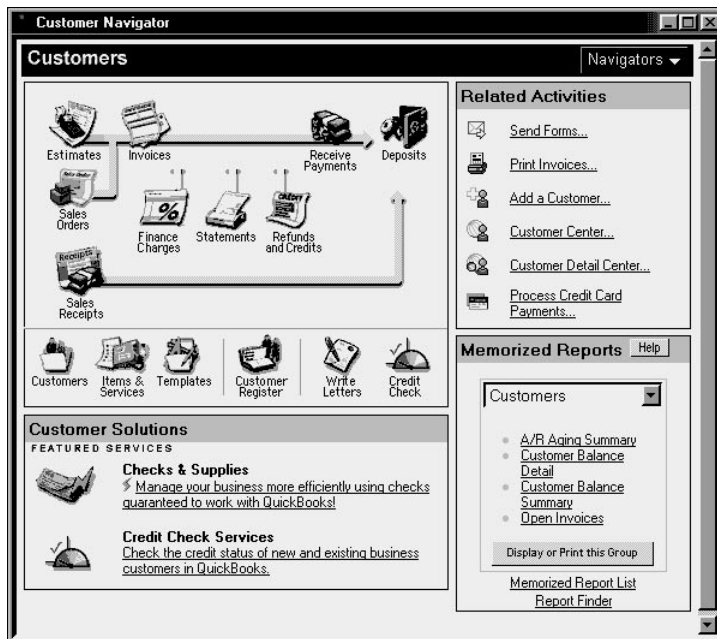 Customer Navigator
Customers
Navigators
Estimates
Invoices
Receive
Payments
Deposits
Sales
Orders
Finance
Charges
Statements
Refunds
and Credits
Sales
Receipts
Customers
Items &
Services
Templates
Customer
Register
Write
Letters
Credit
Check
Customer Solutions
FEATURED SERVICES
Checks & Supplies
Manage your business more efficiently using checks
guaranteed to work with QuickBooks!
Credit Check Services
Check the credit status of new and existing business
customers in QuickBooks.
Related Activities
Send Forms...
Print Invoices...
Add a Customer...
Customer Center...
Customer Detail Center...
Process Credit Card
Payments...
Memorized Reports
Help
Customers
A/R Aging Summary
Customer Balance
Detail
Customer Balance
Summary
Open Invoices
Display or Print this Group
Memorized Report List
Report Finder